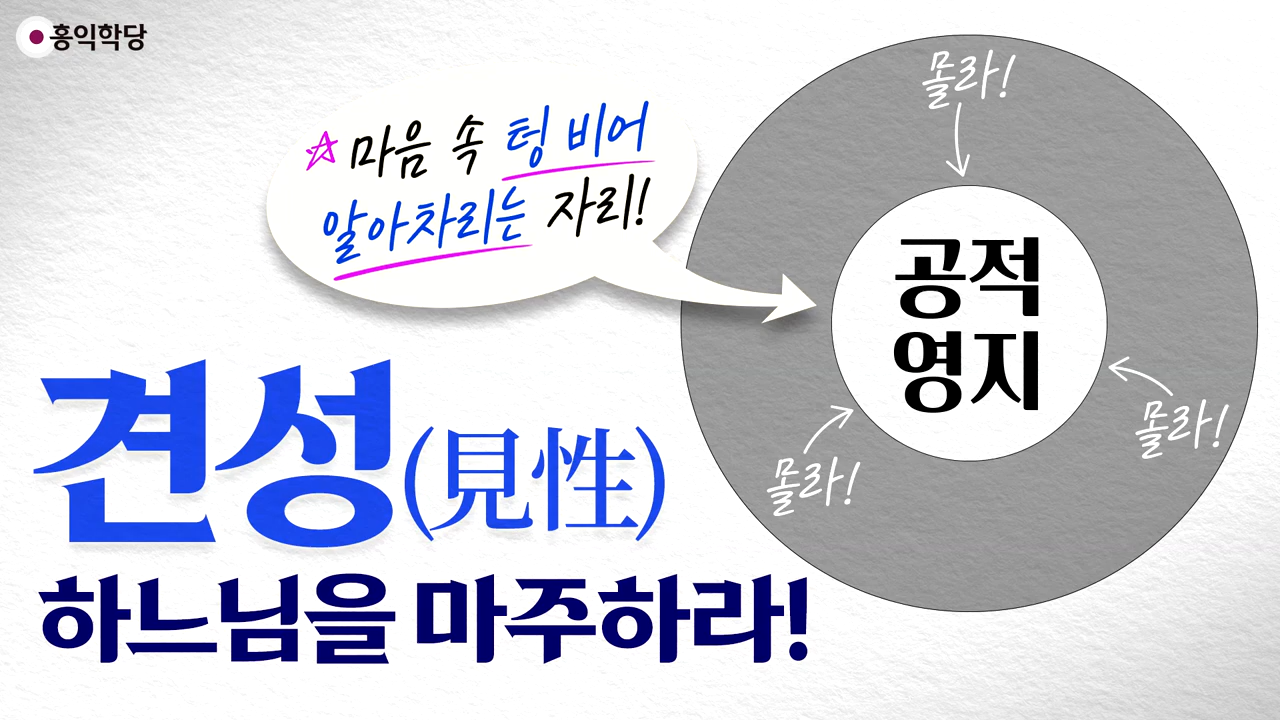 홍익학당
☆ 마음 속 텅 비어
알아차리는 자리!
몰라!
공적
영지
몰라!
몰라!
견성(見性)
하느님을 마주하라!